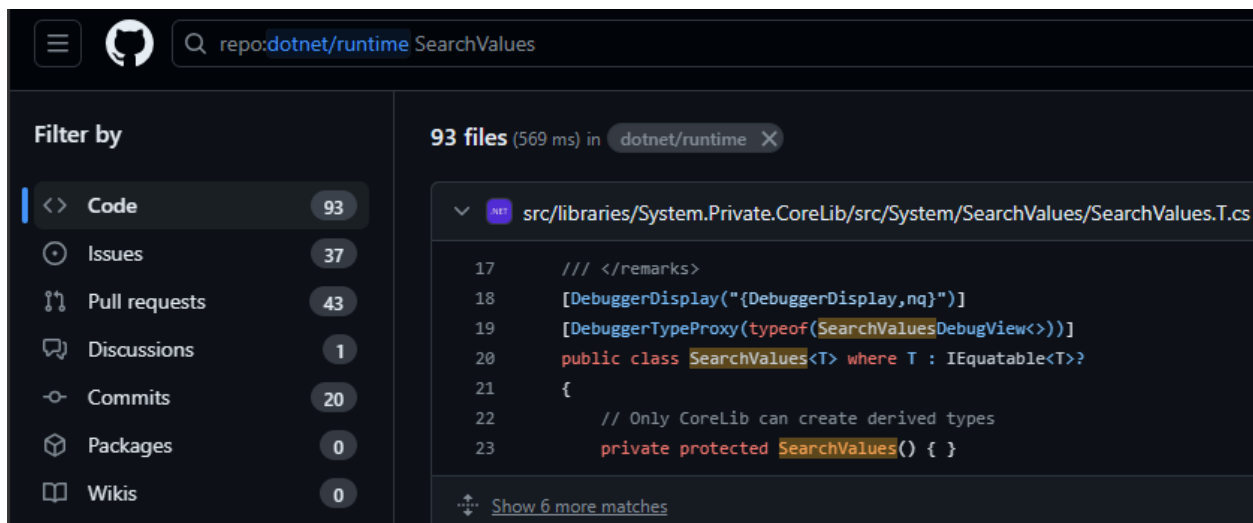 repo:dotnet/runtime SearchValues
Filter by
Code 93
Issues 37
Pull requests 43
Discussions 1
Commits 20
Packages 0
Wikis 0
93 files (569 ms) in dotnet/runtime
.NET src/libraries/System.Private.CoreLib/src/System/SearchValues/SearchValues.T.cs
17 /// </remarks>
18 [DebuggerDisplay("{DebuggerDisplay,nq}")]
19 [DebuggerTypeProxy(typeof(SearchValuesDebugView<>))]
20 public class SearchValues<T> where T : IEquatable<T>?
21 {
22 // Only CoreLib can create derived types
23 private protected SearchValues() { }
Show 6 more matches